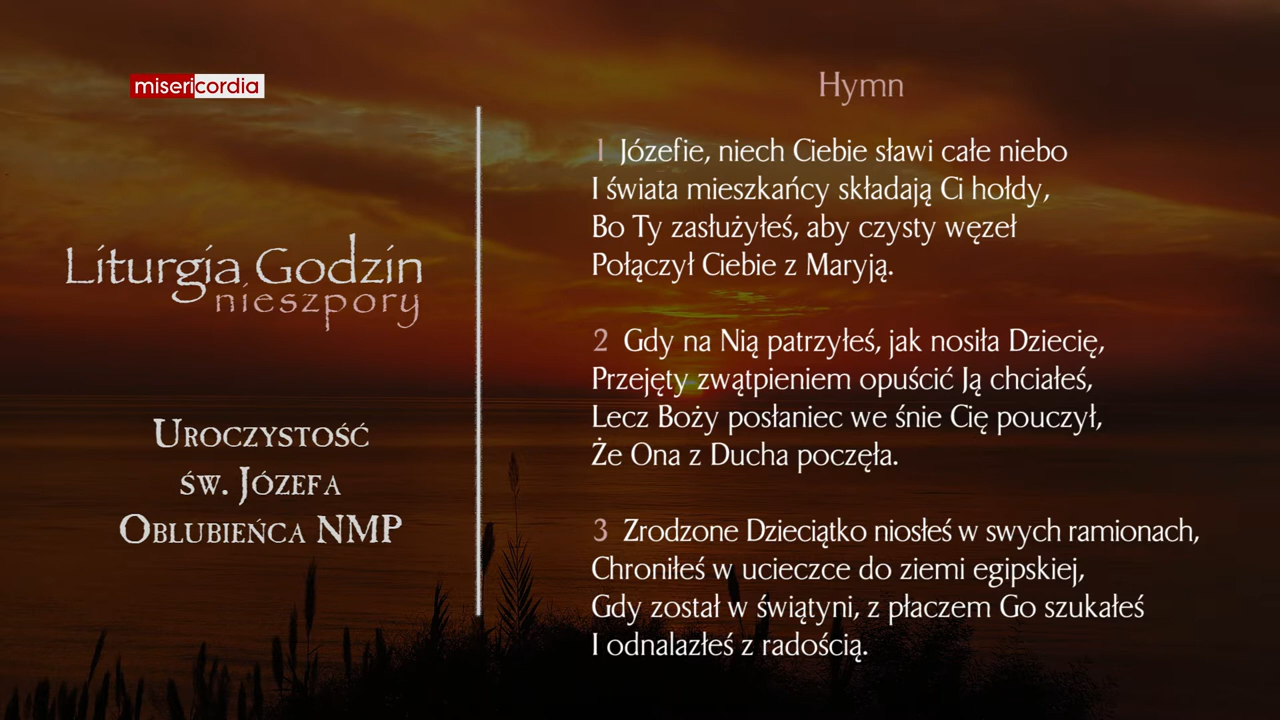 misericordia
Liturgia Godzin
nieszpory
Uroczystość
św. Józefa
Oblubieńca NMP
Hymn
1 Józefie, niech Ciebie sławi całe niebo
I świata mieszkańcy składają Ci hołdy,
Bo Ty zasłużyłeś, aby czysty węzeł
Połączył Ciebie z Maryją.
2 Gdy na Nią patrzyłeś, jak nosiła Dziecię,
Przejęty zwątpieniem opuścić Ją chciałeś,
Lecz Boży posłaniec we śnie Cię pouczył,
Że Ona z Ducha poczęła.
3 Zrodzone Dzieciątko niosłeś w swych ramionach,
Chroniłeś w ucieczce do ziemi egipskiej,
Gdy został w świątyni, z płaczem Go szukałeś
I odnalazłeś z radością.